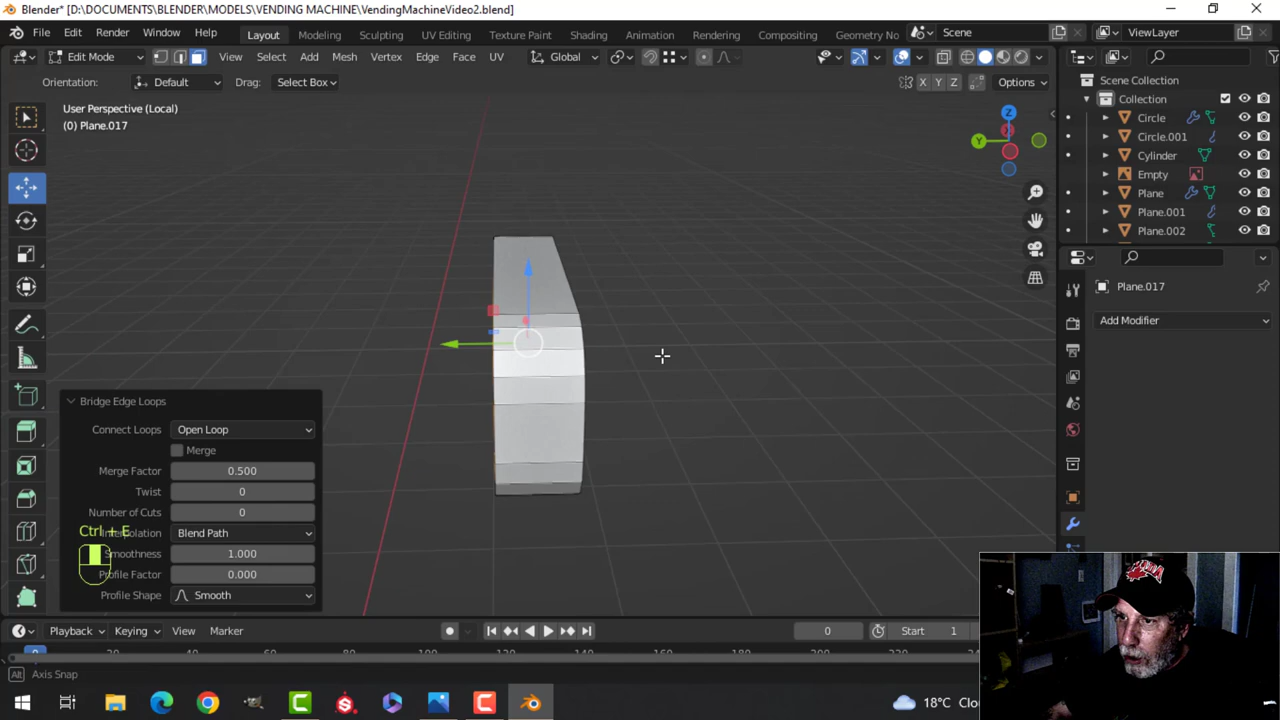 Blender* [D:\DOCUMENTS\BLENDER\MODELS\VENDING MACHINE\VendingMachineVideo2.blend]
File Edit Render Window Help Layout Modeling Sculpting UV Editing Texture Paint Shading Animation Rendering Compositing Geometry No Scene ViewLayer
Edit Mode View Select Add Mesh Vertex Edge Face UV Global
Orientation: Default Drag: Select Box X Y Z Options
User Perspective (Local)
(0) Plane.017
Scene Collection
Collection
Circle
Circle.001
Cylinder
Empty
Plane
Plane.001
Plane.002
Z
Y
Plane.017
Add Modifier
Bridge Edge Loops
Connect Loops Open Loop
Merge
Merge Factor 0.500
Twist 0
Number of Cuts 0
Ctrl + E
Blend Path
Smoothness 1.000
Profile Factor 0.000
Profile Shape Smooth
Playback Keying View Marker 0 Start 1
0
Alt Axis Snap
18°C Clo